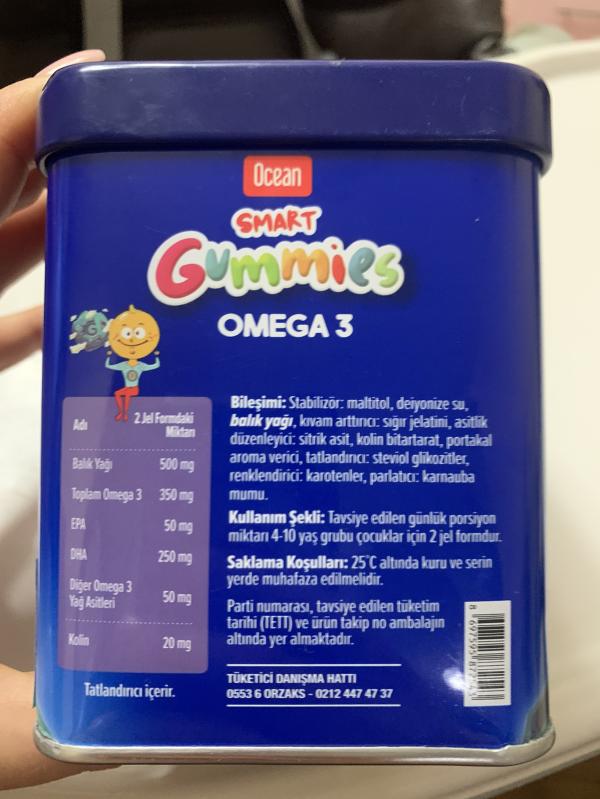 Ocean
SMART
Gummies
OMEGA 3
Adı 2 Jel Formdaki
Miktarı
Balık Yağı 500 mg
Toplam Omega 3 350 mg
EPA 50 mg
DHA 250 mg
Diğer Omega 3
Yağ Asitleri 50 mg
Kolin 20 mg
Tatlandırıcı içerir.
Bileşimi: Stabilizör: maltitol, deiyonize su,
balık yağı, kıvam arttırıcı: sığır jelatini, asitlik
düzenleyici: sitrik asit, kolin bitartarat, portakal
aroma verici, tatlandırıcı: steviol glikozitler,
renklendirici: karotenler, parlatıcı: karnauba
mumu.
Kullanım Şekli: Tavsiye edilen günlük porsiyon
miktarı 4-10 yaş grubu çocuklar için 2 jel formdur.
Saklama Koşulları: 25°C altında kuru ve serin
yerde muhafaza edilmelidir.
Parti numarası, tavsiye edilen tüketim
tarihi (TETT) ve ürün takip no ambalajın
altında yer almaktadır.
TÜKETİCİ DANIŞMA HATTI
0553 6 ORZAKS - 0212 447 47 37